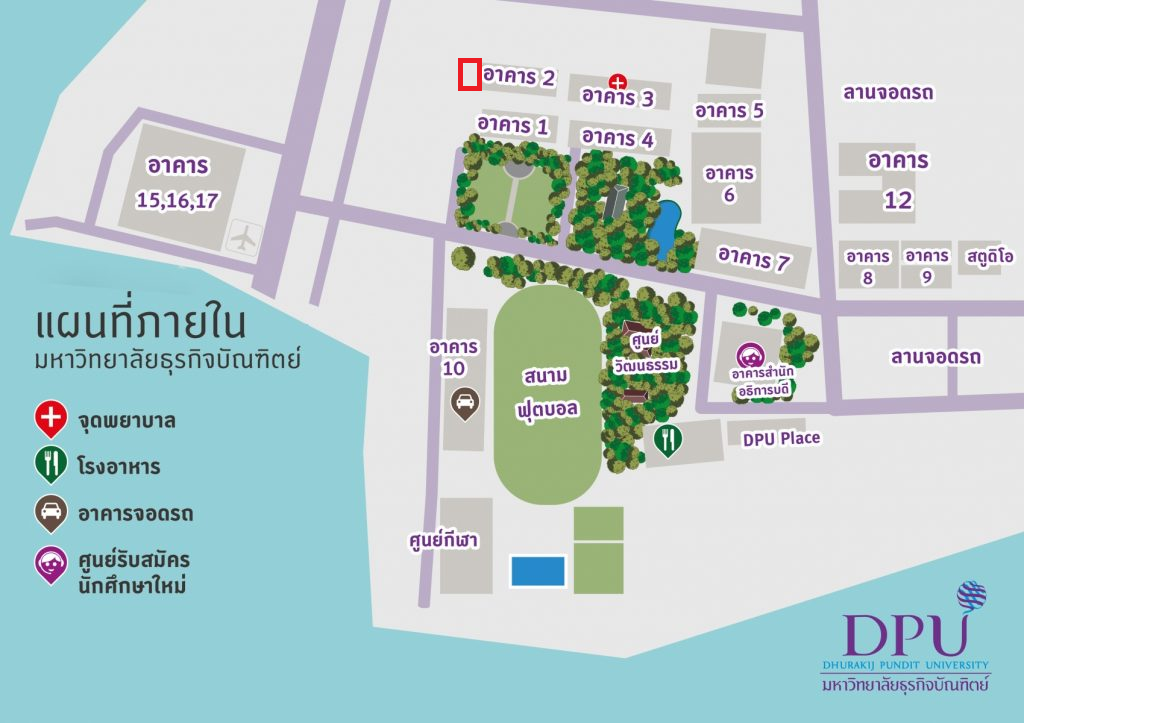 อาคาร 2
อาคาร 3
อาคาร 1
อาคาร 4
อาคาร 5
ลานจอดรถ
อาคาร
15,16,17
อาคาร
6
อาคาร
12
อาคาร 7
อาคาร
8
อาคาร
9
สตูดิโอ
แผนที่ภายใน
มหาวิทยาลัยธุรกิจบัณฑิตย์
อาคาร
10
สนาม
ฟุตบอล
ศูนย์
วัฒนธรรม
อาคารสำนัก
อธิการบดี
ลานจอดรถ
DPU Place
จุดพยาบาล
โรงอาหาร
อาคารจอดรถ
ศูนย์รับสมัคร
นักศึกษาใหม่
ศูนย์กีฬา
DPU
DHURAKIJ PUNDIT UNIVERSITY
มหาวิทยาลัยธุรกิจบัณฑิตย์